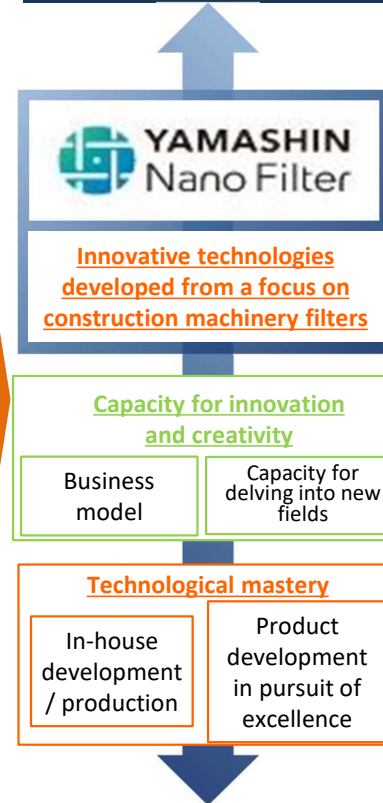 YAMASHIN
Nano Filter
Innovative technologies
developed from a focus on
construction machinery filters
Capacity for innovation
and creativity
Business
model
Capacity for
delving into new
fields
Technological mastery
In-house
development
/ production
Product
development
in pursuit of
excellence